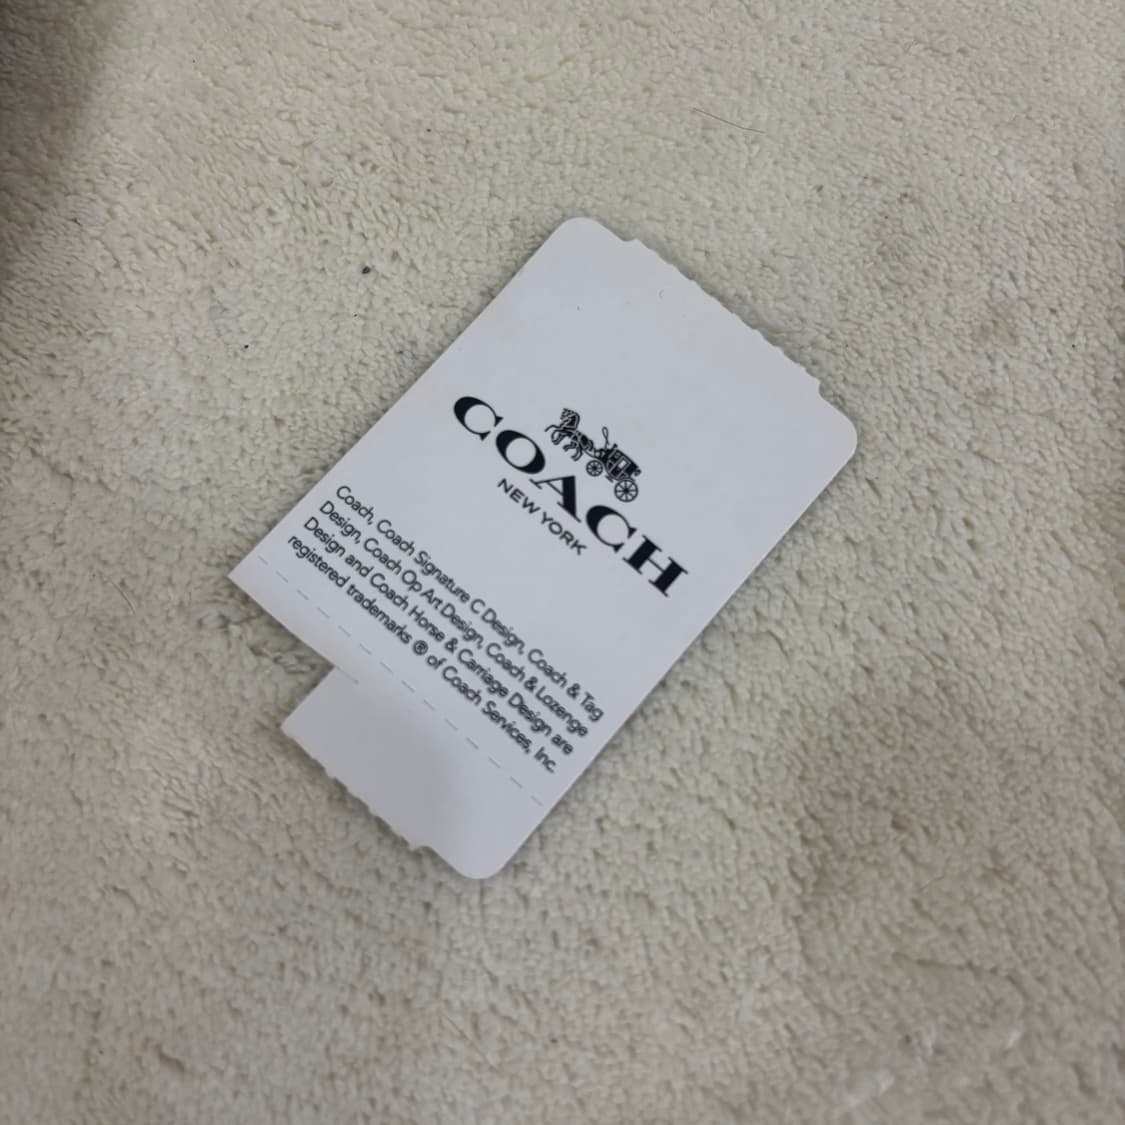 COACH
NEW YORK
Coach, Coach Signature C Design, Coach & Tag
Design, Coach Op Art Design, Coach & Lozenge
Design and Coach Horse & Carriage Design are
registered trademarks ® of Coach Services, Inc.